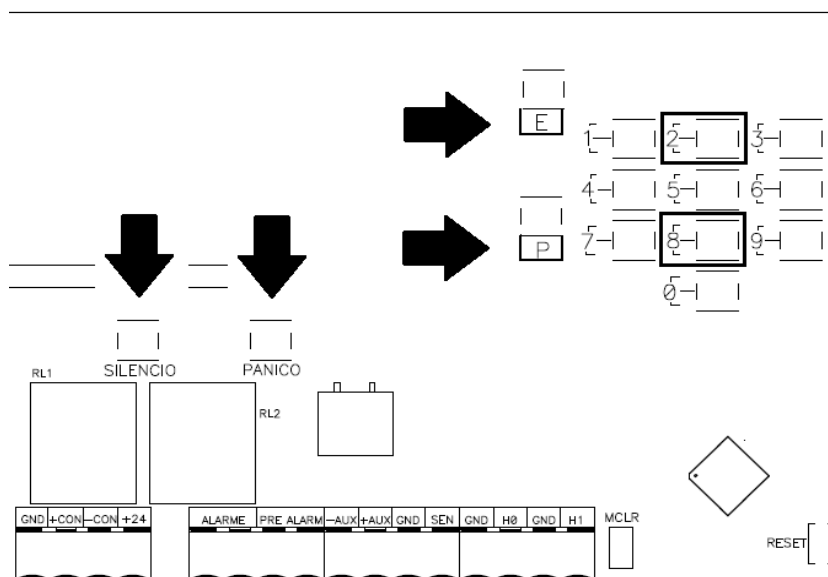 E
1 2 3
4 5 6
P
7 8 9
0
SILENCIO PANICO
RL1
RL2
GND +CON -CON +24 ALARME PRE ALARM -AUX +AUX GND SEN GND H0 GND H1 MCLR
RESET